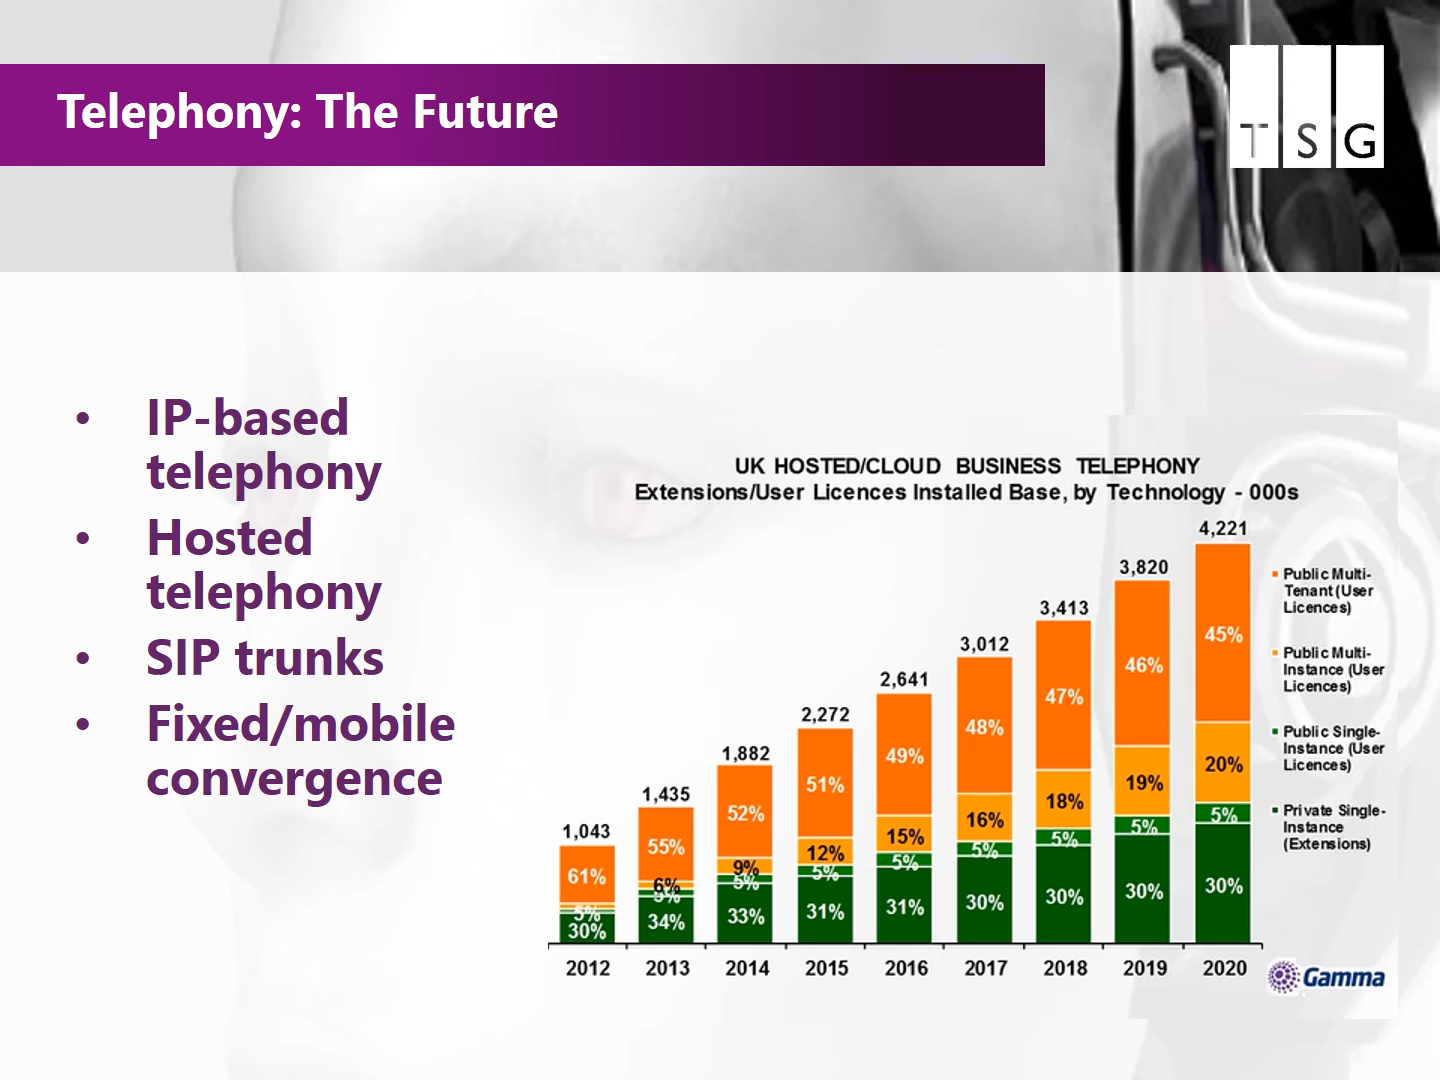 Telephony: The Future
T S G
• IP-based
telephony
• Hosted
telephony
• SIP trunks
• Fixed/mobile
convergence
UK HOSTED/CLOUD BUSINESS TELEPHONY
Extensions/User Licences Installed Base, by Technology - 000s
1,043
61%
5%
30%
1,435
55%
6%
5%
34%
1,882
52%
9%
5%
33%
2,272
51%
12%
5%
31%
2,641
49%
15%
5%
31%
3,012
48%
16%
5%
30%
3,413
47%
18%
5%
30%
3,820
46%
19%
5%
30%
4,221
45%
20%
5%
30%
2012 2013 2014 2015 2016 2017 2018 2019 2020
Public Multi-
Tenant (User
Licences)
Public Multi-
Instance (User
Licences)
Public Single-
Instance (User
Licences)
Private Single-
Instance
(Extensions)
Gamma